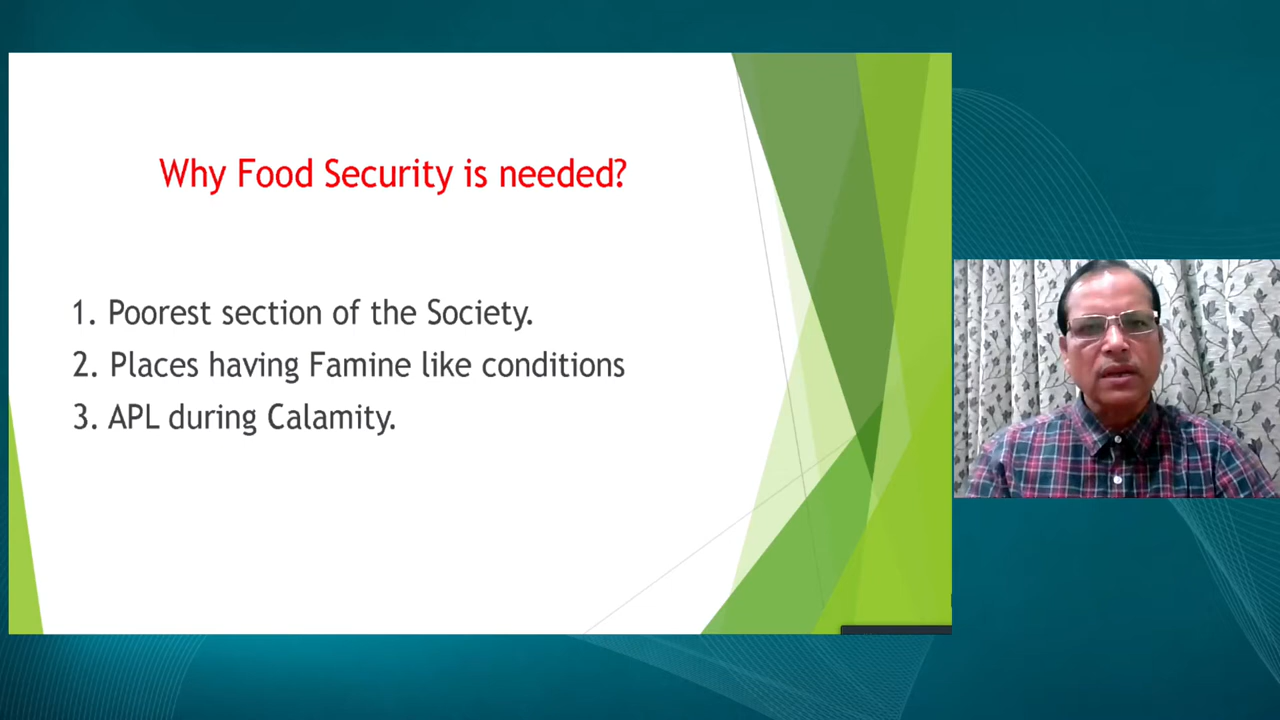 Why Food Security is needed?
1. Poorest section of the Society.
2. Places having Famine like conditions
3. APL during Calamity.